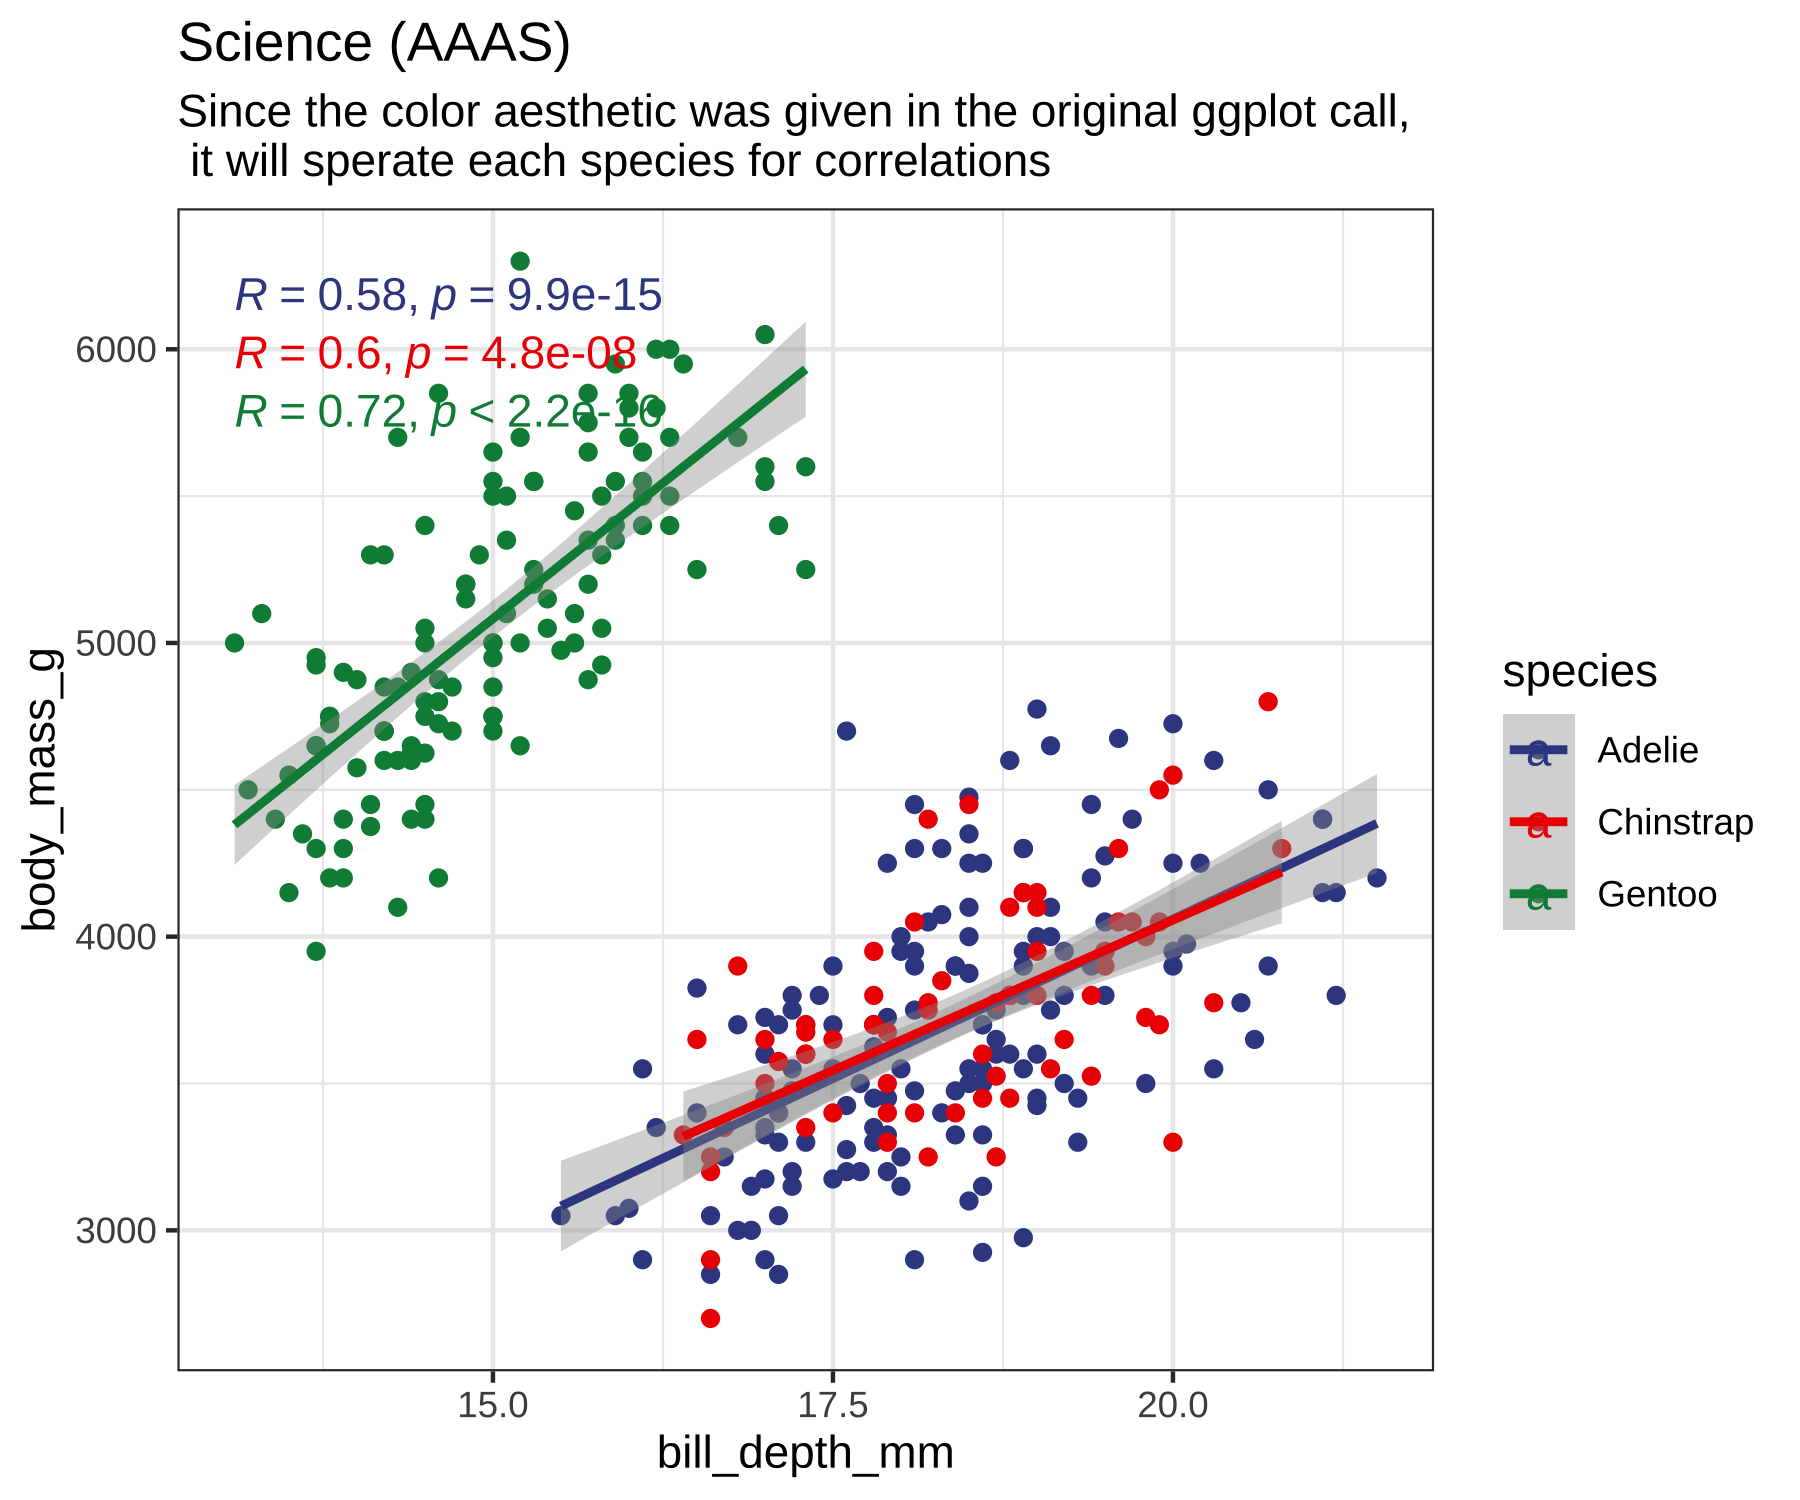 Science (AAAS)
Since the color aesthetic was given in the original ggplot call,
it will sperate each species for correlations
R = 0.58, p = 9.9e-15
R = 0.6, p = 4.8e-08
R = 0.72, p < 2.2e-16
6000
5000
4000
3000
body_mass_g
15.0
17.5
20.0
bill_depth_mm
species
a Adelie
a Chinstrap
a Gentoo